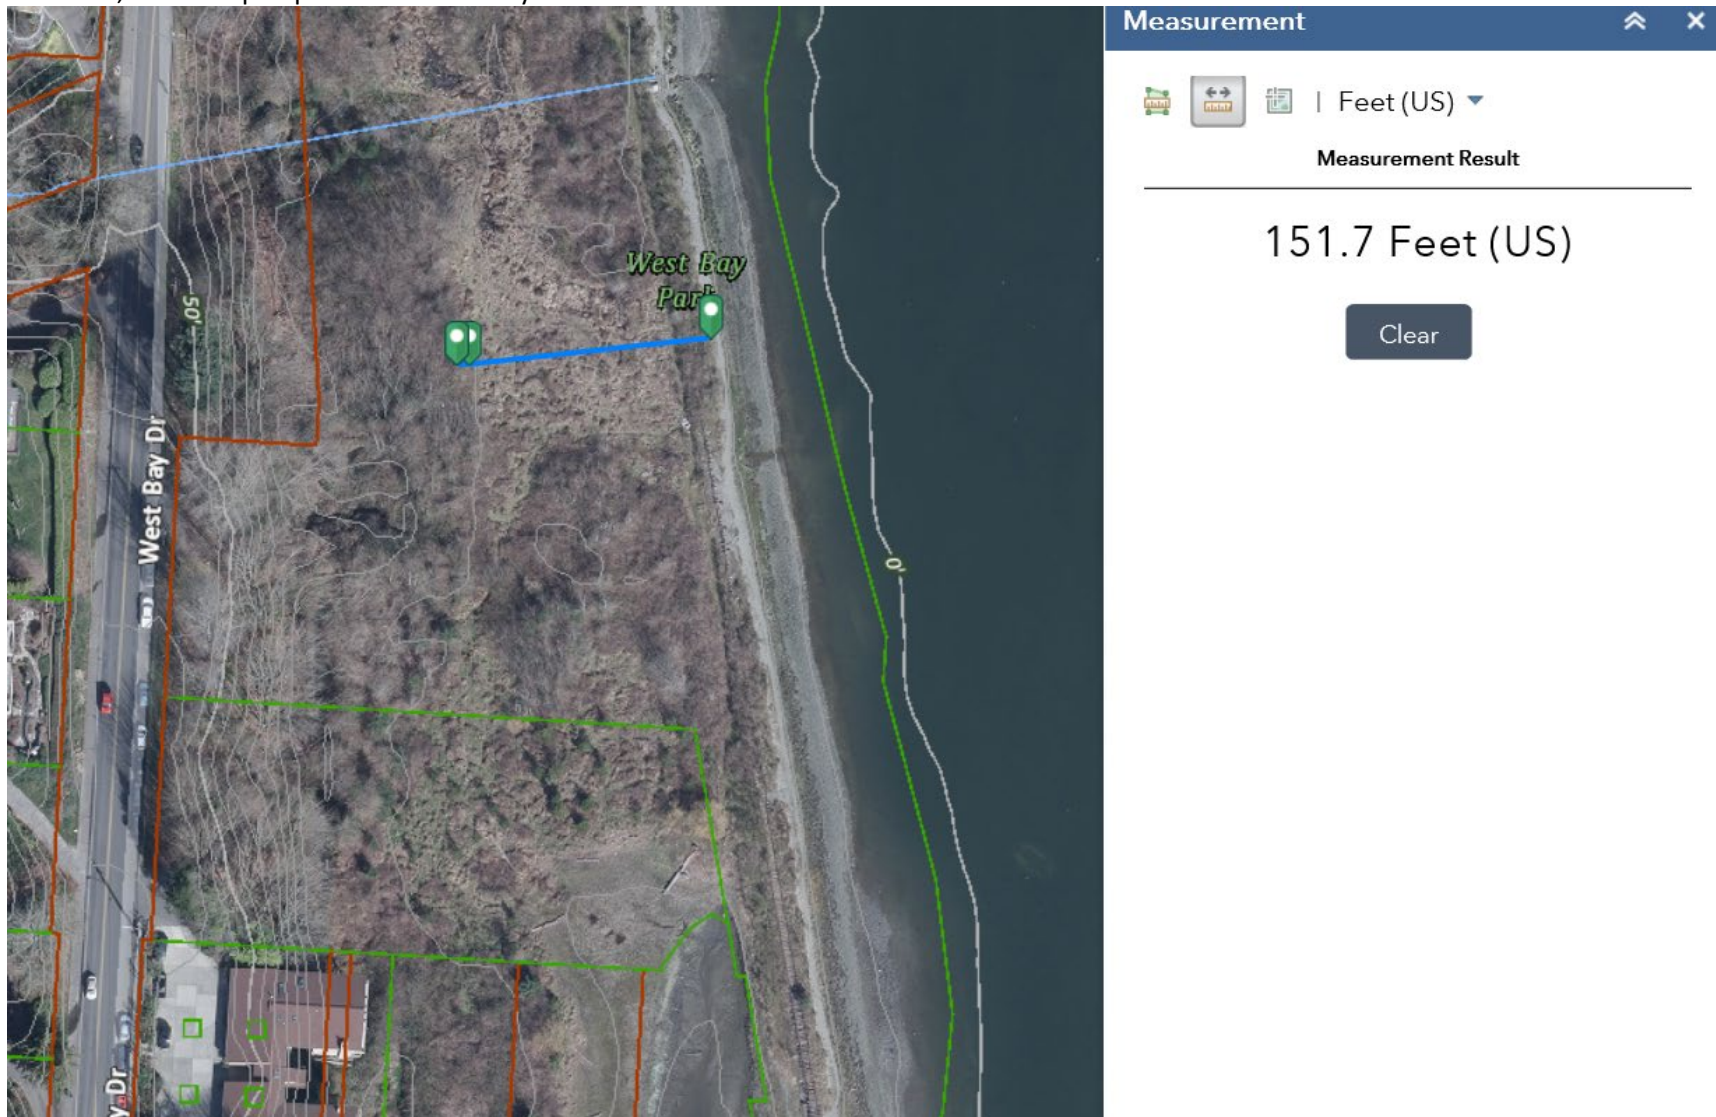 Measurement
Feet (US)
Measurement Result
151.7 Feet (US)
Clear
West Bay
Park
50'
West Bay Dr
0'
y Dr